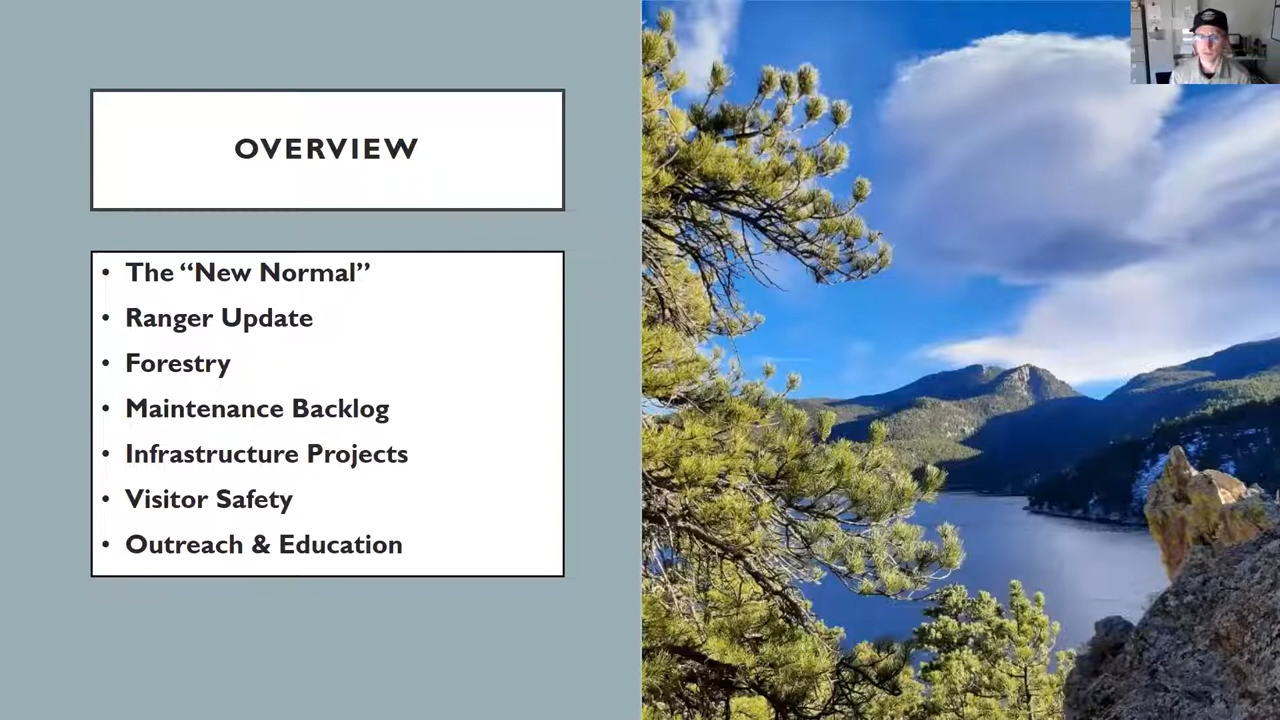 OVERVIEW
• The “New Normal”
• Ranger Update
• Forestry
• Maintenance Backlog
• Infrastructure Projects
• Visitor Safety
• Outreach & Education